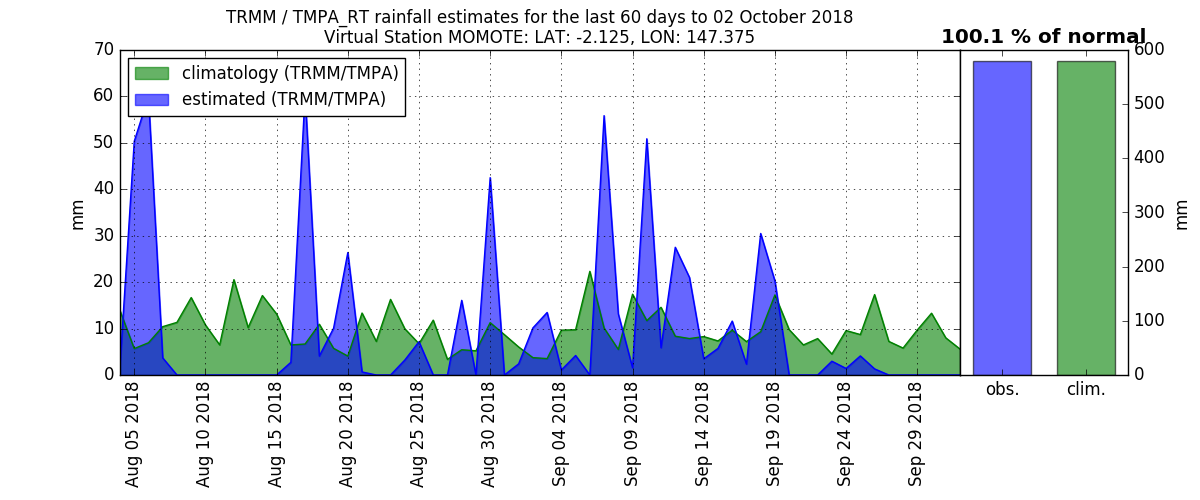 TRMM / TMPA_RT rainfall estimates for the last 60 days to 02 October 2018
Virtual Station MOMOTE: LAT: -2.125, LON: 147.375
100.1 % of normal
climatology (TRMM/TMPA)
estimated (TRMM/TMPA)
70
60
50
40
30
20
10
0
mm
Aug 05 2018
Aug 10 2018
Aug 15 2018
Aug 20 2018
Aug 25 2018
Aug 30 2018
Sep 04 2018
Sep 09 2018
Sep 14 2018
Sep 19 2018
Sep 24 2018
Sep 29 2018
obs.
clim.
600
500
400
300
200
100
0
mm